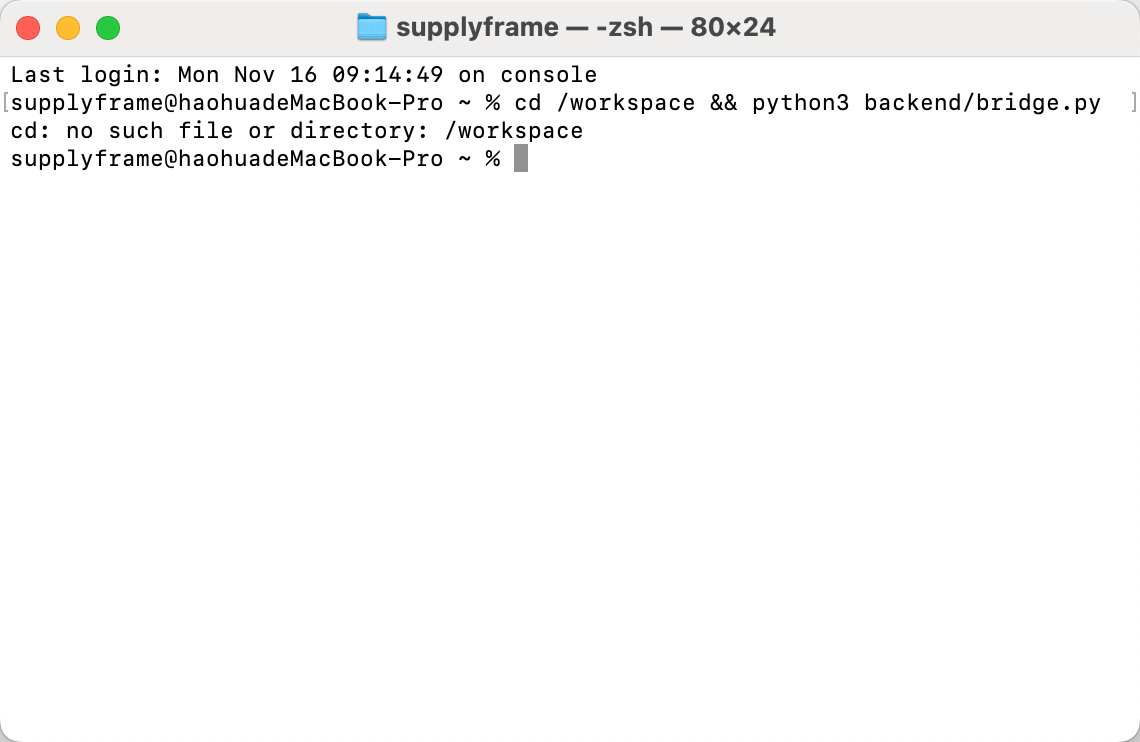 supplyframe — -zsh — 80×24
Last login: Mon Nov 16 09:14:49 on console
[supplyframe@haohuadeMacBook-Pro ~ % cd /workspace && python3 backend/bridge.py ]
cd: no such file or directory: /workspace
supplyframe@haohuadeMacBook-Pro ~ %